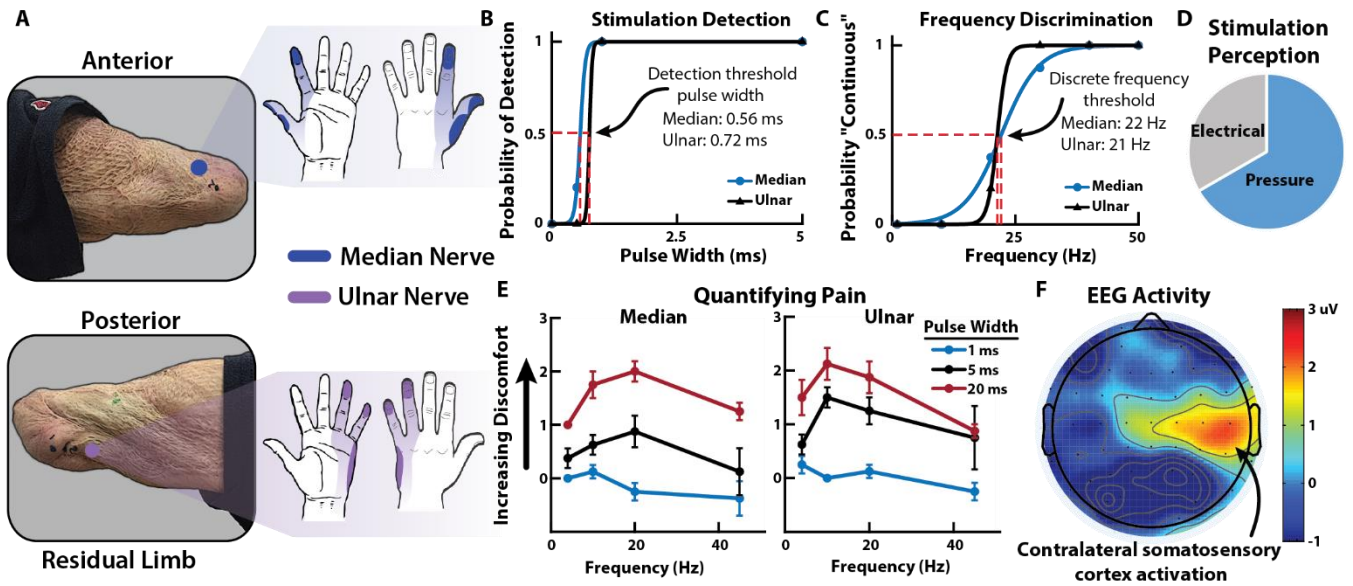 A
Anterior
Median Nerve
Ulnar Nerve
Posterior
Residual Limb
B
Stimulation Detection
Probability of Detection
1
0.5
0
Detection threshold
pulse width
Median: 0.56 ms
Ulnar: 0.72 ms
Median
Ulnar
0
2.5
5
Pulse Width (ms)
C
Frequency Discrimination
Probability "Continuous"
1
0.5
0
Discrete frequency
threshold
Median: 22 Hz
Ulnar: 21 Hz
Median
Ulnar
0
25
50
Frequency (Hz)
D
Stimulation
Perception
Electrical
Pressure
E
Quantifying Pain
Increasing Discomfort
Median
3
2
1
0
0
20
40
Frequency (Hz)
Ulnar
3
2
1
0
0
20
40
Frequency (Hz)
Pulse Width
1 ms
5 ms
20 ms
F
EEG Activity
3 uV
2
1
0
-1
Contralateral somatosensory
cortex activation